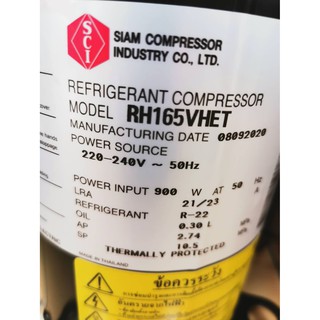 SCI
SIAM COMPRESSOR
INDUSTRY CO., LTD.
REFRIGERANT COMPRESSOR
MODEL RH165VHET
MANUFACTURING DATE 08092020
POWER SOURCE
220-240V ~ 50Hz
POWER INPUT 900 W AT 50 Hz
LRA 21/23 A
REFRIGERANT R-22
OIL 0.30 L
AP 2.74 MPA
SP 10.5
THERMALLY PROTECTED
MADE IN THAILAND
ข้อควรระวัง